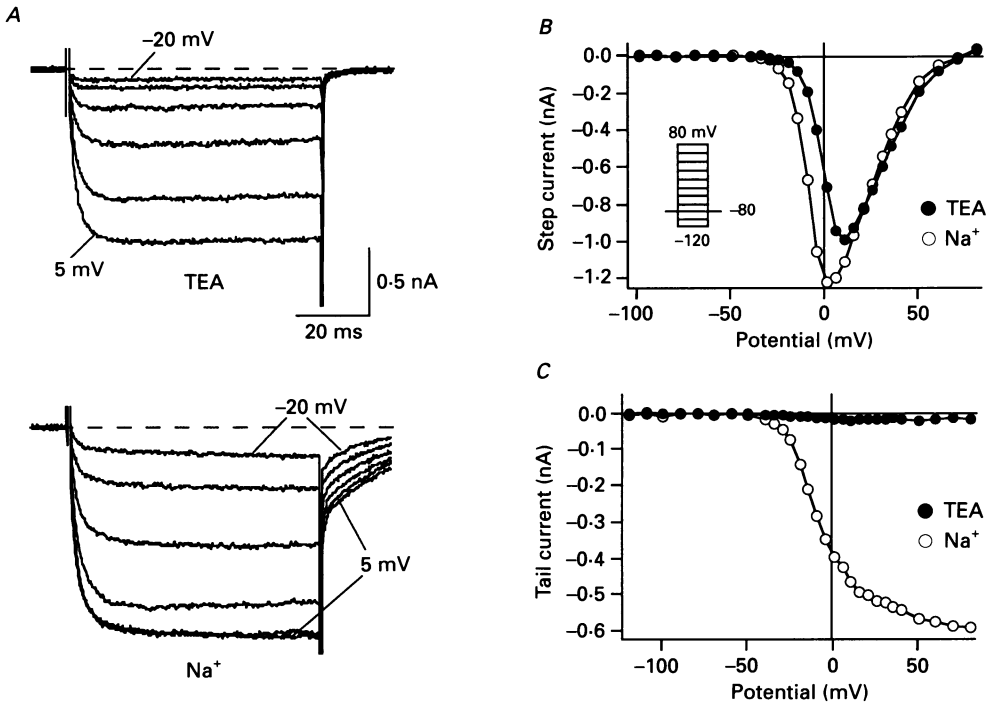 A
–20 mV
5 mV
TEA
0·5 nA
20 ms
–20 mV
5 mV
Na⁺
B
Step current (nA)
0.0
–0.2
–0.4
–0.6
–0.8
–1.0
–1.2
80 mV
–80
–120
TEA
Na⁺
–100
–50
0
50
Potential (mV)
C
Tail current (nA)
0·0
–0.1
–0.2
–0.3
–0.4
–0.5
–0.6
TEA
Na⁺
–100
–50
0
50
Potential (mV)